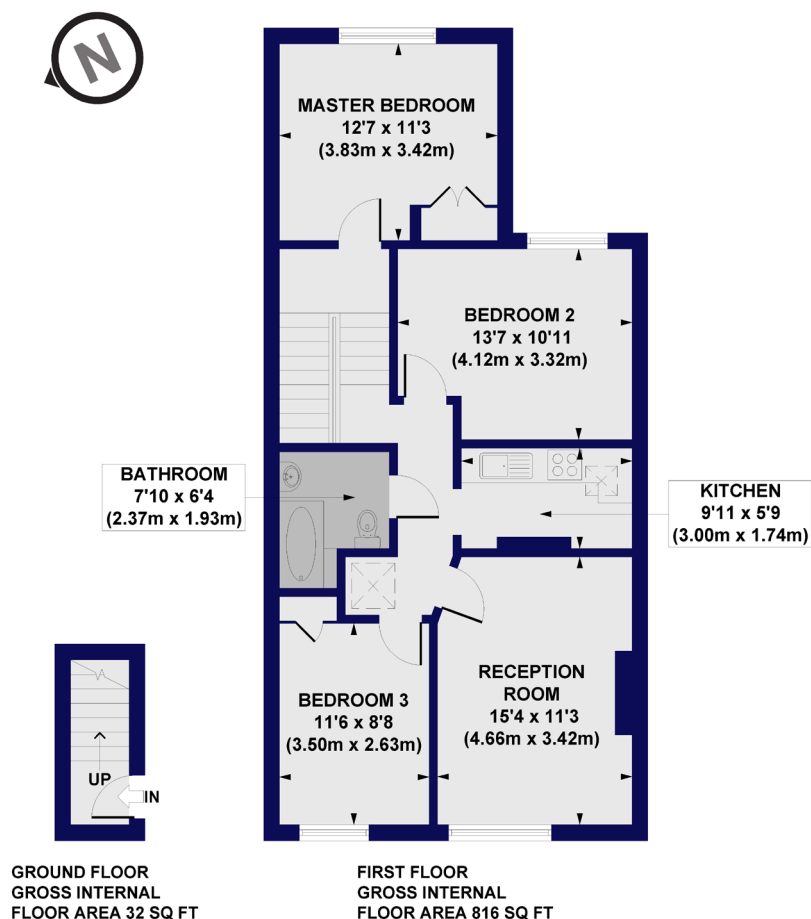 N
MASTER BEDROOM
12'7 x 11'3
(3.83m x 3.42m)
BEDROOM 2
13'7 x 10'11
(4.12m x 3.32m)
BATHROOM
7'10 x 6'4
(2.37m x 1.93m)
KITCHEN
9'11 x 5'9
(3.00m x 1.74m)
RECEPTION
ROOM
15'4 x 11'3
(4.66m x 3.42m)
BEDROOM 3
11'6 x 8'8
(3.50m x 2.63m)
UP
IN
GROUND FLOOR
GROSS INTERNAL
FLOOR AREA 32 SQ FT
FIRST FLOOR
GROSS INTERNAL
FLOOR AREA 816 SQ FT